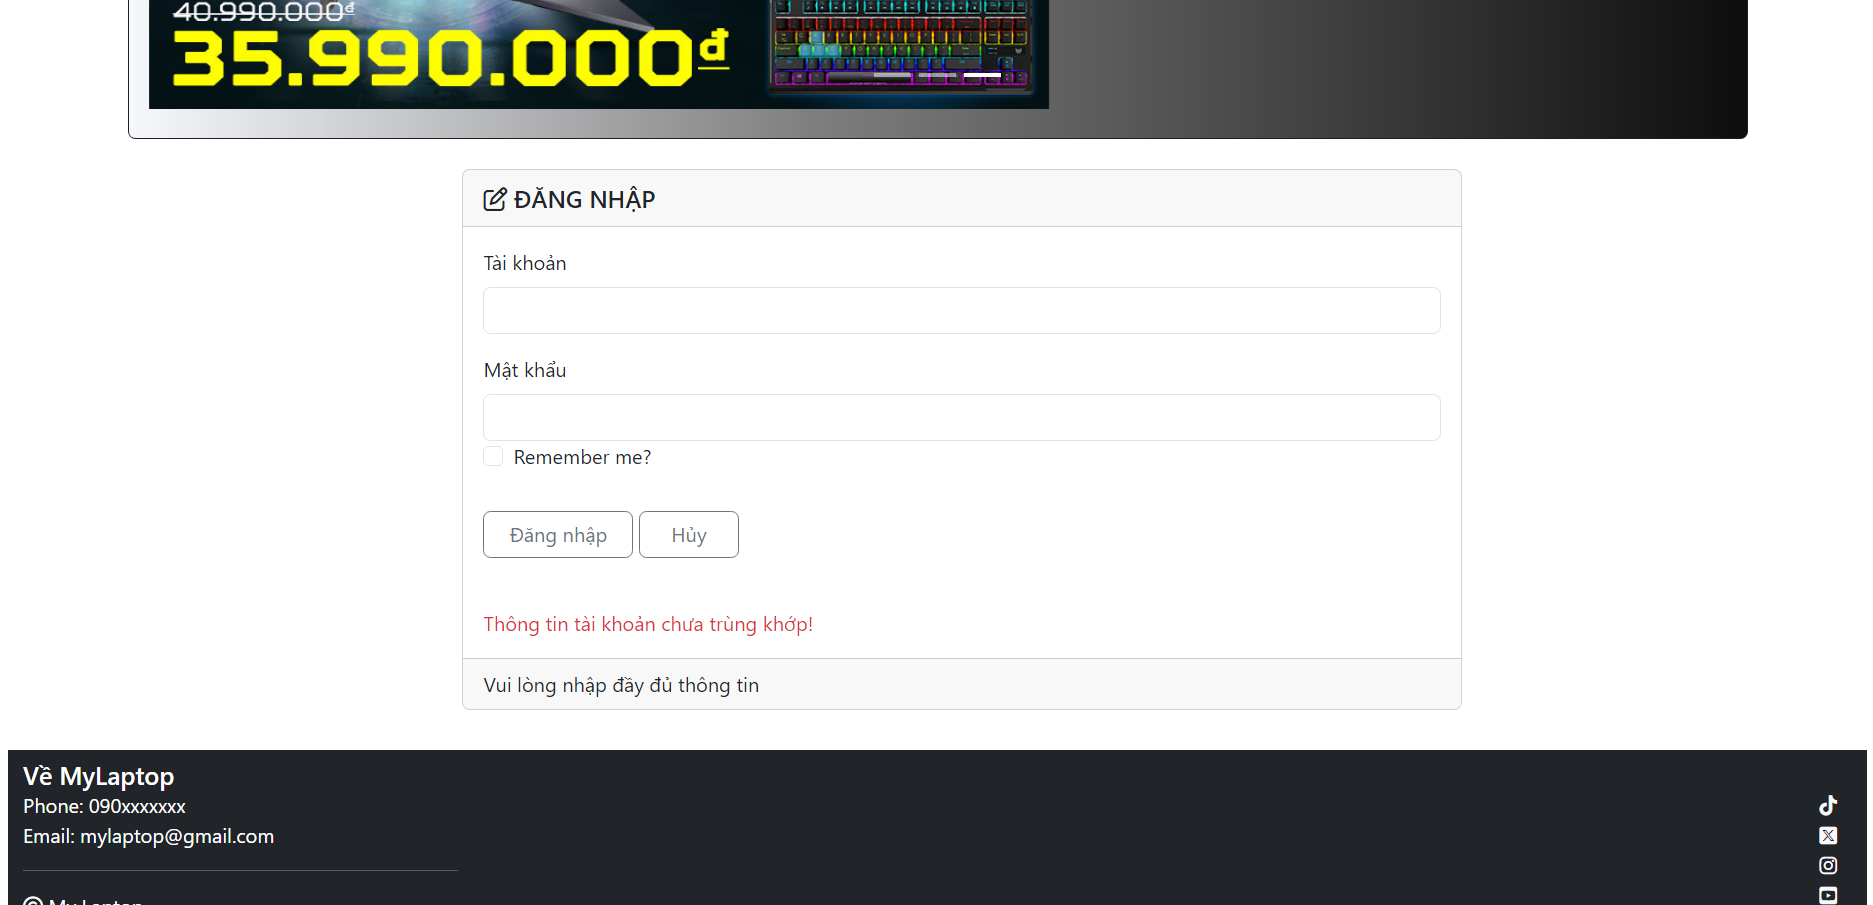 40.990.000đ
35.990.000đ
ĐĂNG NHẬP
Tài khoản
Mật khẩu
Remember me?
Đăng nhập Hủy
Thông tin tài khoản chưa trùng khớp!
Vui lòng nhập đầy đủ thông tin
Về MyLaptop
Phone: 090xxxxxxx
Email: mylaptop@gmail.com
@ My Laptop